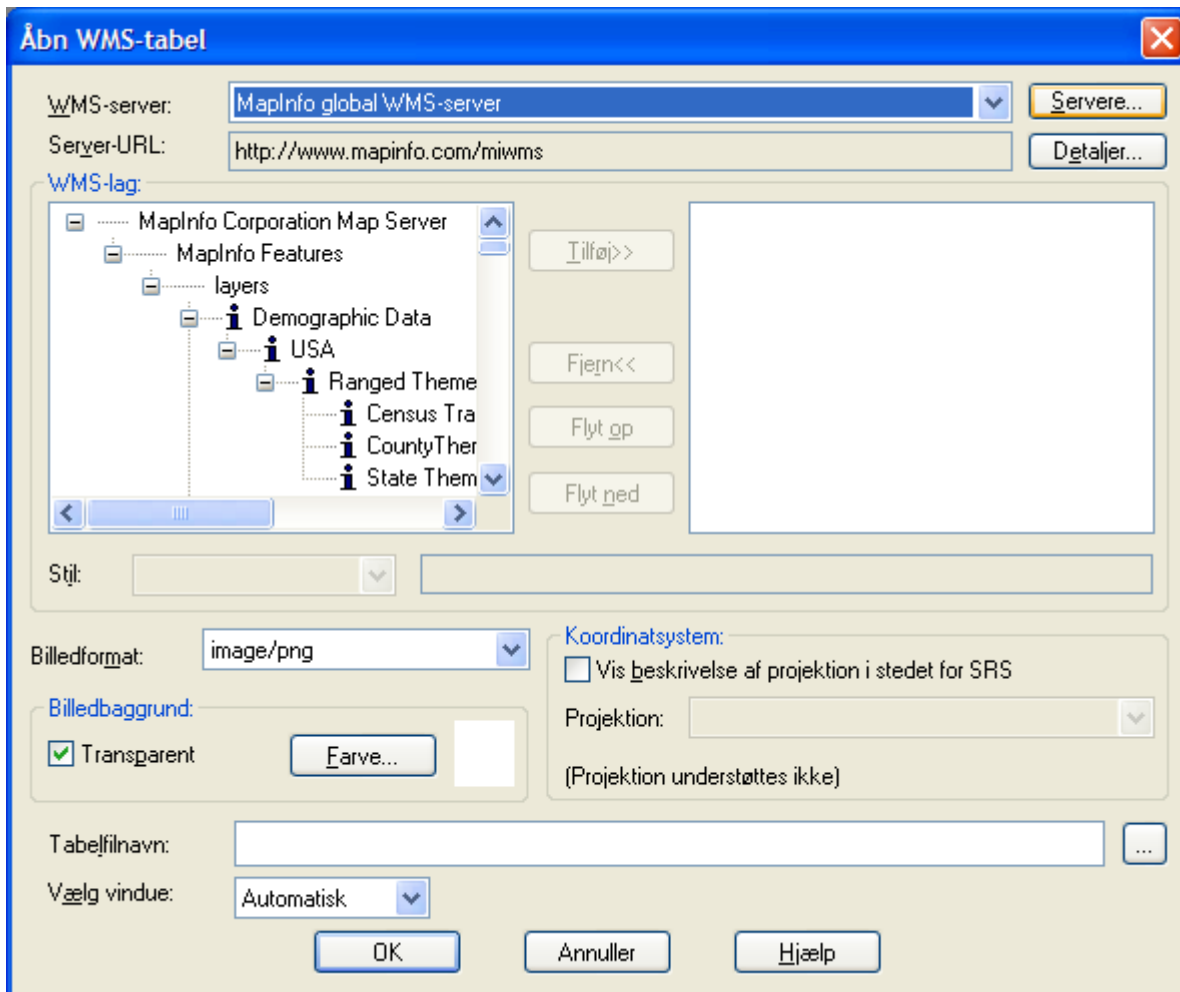 Åbn WMS-tabel
WMS-server: MapInfo global WMS-server Servere...
Server-URL: http://www.mapinfo.com/miwms Detaljer...
WMS-lag:
MapInfo Corporation Map Server
MapInfo Features
layers
Demographic Data
USA
Ranged Theme
Census Tra
CountyTher
State Them
Tilføj>>
Fjern<<
Flyt op
Flyt ned
Stil:
Billedformat: image/png
Billedbaggrund:
Transparent Farve...
Koordinatsystem:
Vis beskrivelse af projektion i stedet for SRS
Projektion:
(Projektion understøttes ikke)
Tabelfilnavn: ...
Vælg vindue: Automatisk
OK Annuller Hjælp